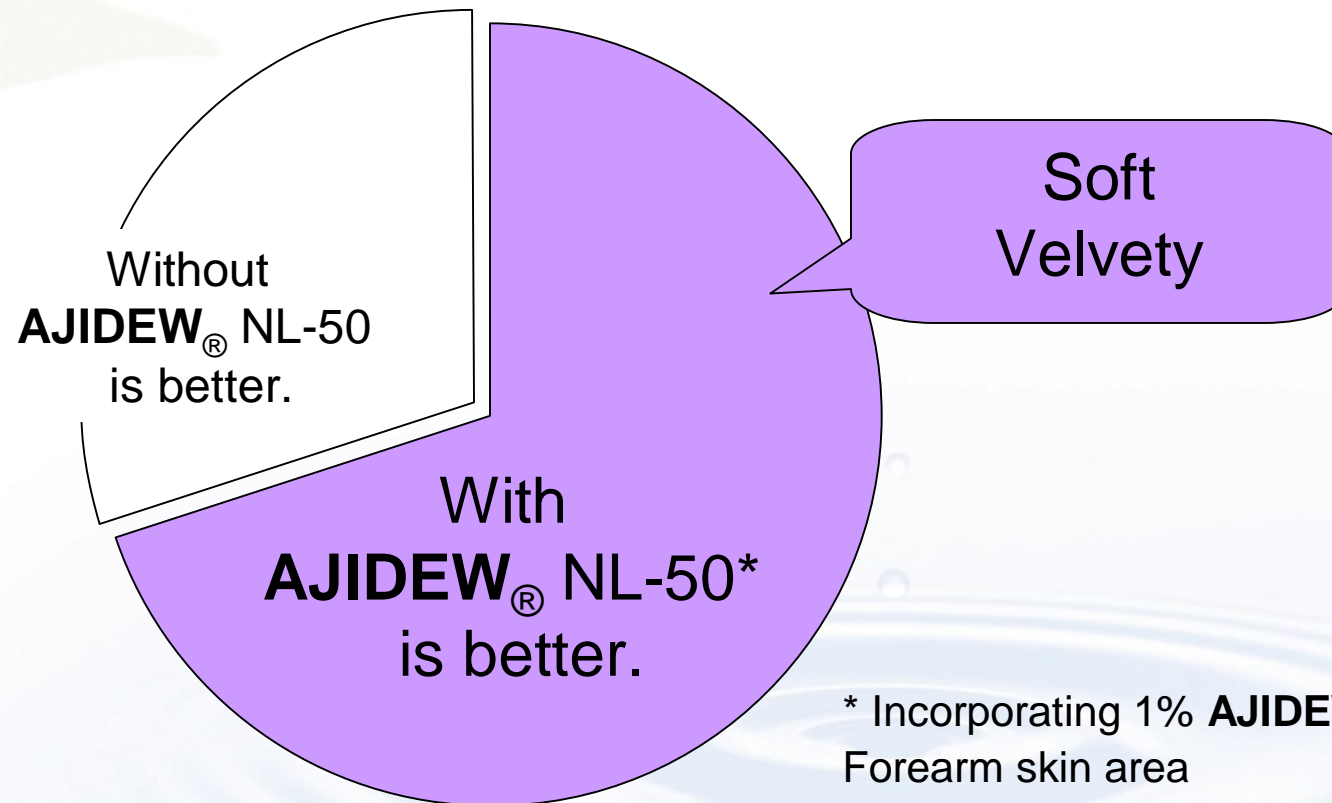 Soft
Velvety
Without
AJIDEW® NL-50
is better.
With
AJIDEW® NL-50*
is better.
* Incorporating 1%
Forearm skin area